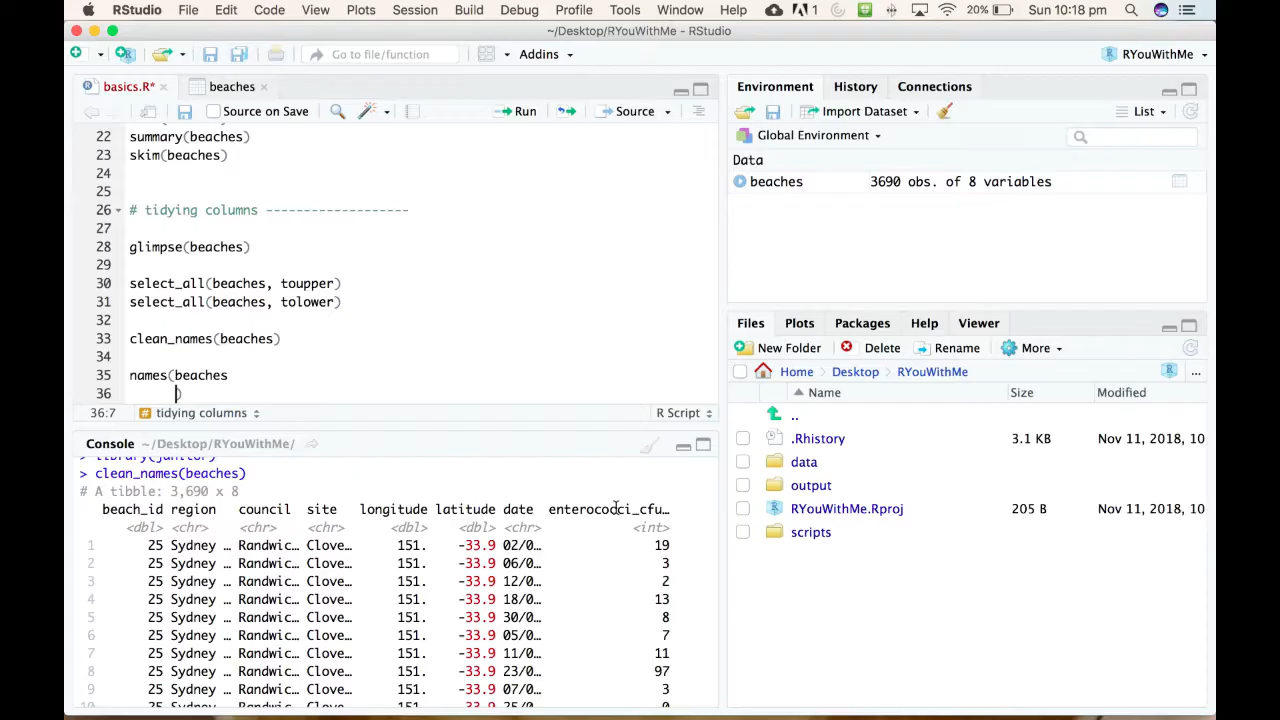 RStudio File Edit Code View Plots Session Build Debug Profile Tools Window Help 1 20% Sun 10:18 pm
~/Desktop/RYouWithMe - RStudio
Go to file/function Addins RYouWithMe
basics.R* beaches
Source on Save Run Source
22 summary(beaches)
23 skim(beaches)
24
25
26 # tidying columns -------------------
27
28 glimpse(beaches)
29
30 select_all(beaches, toupper)
31 select_all(beaches, tolower)
32
33 clean_names(beaches)
34
35 names(beaches
36 )
36:7 # tidying columns R Script
Console ~/Desktop/RYouWithMe/
> library(janitor)
> clean_names(beaches)
# A tibble: 3,690 x 8
beach_id region council site longitude latitude date enterococci_cfu…
<dbl> <chr> <chr> <chr> <dbl> <dbl> <chr> <int>
1 25 Sydney … Randwic… Clove… 151. -33.9 02/0… 19
2 25 Sydney … Randwic… Clove… 151. -33.9 06/0… 3
3 25 Sydney … Randwic… Clove… 151. -33.9 12/0… 2
4 25 Sydney … Randwic… Clove… 151. -33.9 18/0… 13
5 25 Sydney … Randwic… Clove… 151. -33.9 30/0… 8
6 25 Sydney … Randwic… Clove… 151. -33.9 05/0… 7
7 25 Sydney … Randwic… Clove… 151. -33.9 11/0… 11
8 25 Sydney … Randwic… Clove… 151. -33.9 23/0… 97
9 25 Sydney … Randwic… Clove… 151. -33.9 07/0… 3
Environment History Connections
Import Dataset List
Global Environment
Data
beaches 3690 obs. of 8 variables
Files Plots Packages Help Viewer
New Folder Delete Rename More
Home Desktop RYouWithMe ...
Name Size Modified
..
.Rhistory 3.1 KB Nov 11, 2018, 10
data
output
RYouWithMe.Rproj 205 B Nov 11, 2018, 10
scripts